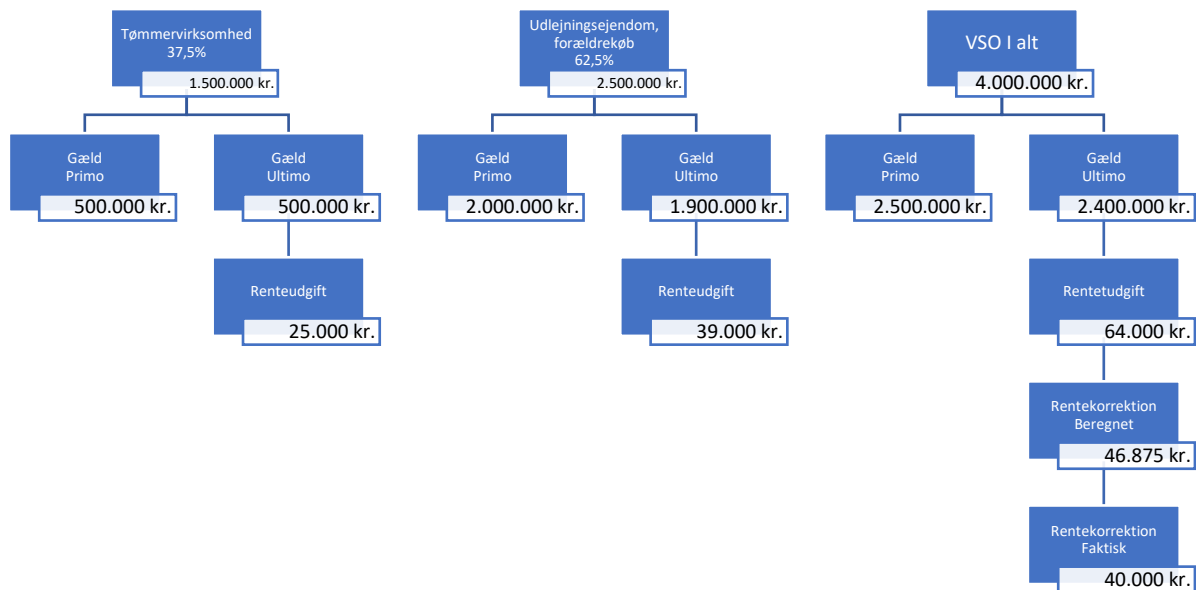 Tømmervirksomhed
37,5%
1.500.000 kr.
Gæld
Primo
500.000 kr.
Gæld
Ultimo
500.000 kr.
Renteudgift
25.000 kr.
Udlejningsejendom,
forældrekøb
62,5%
2.500.000 kr.
Gæld
Primo
2.000.000 kr.
Gæld
Ultimo
1.900.000 kr.
Renteudgift
39.000 kr.
VSO I alt
4.000.000 kr.
Gæld
Primo
2.500.000 kr.
Gæld
Ultimo
2.400.000 kr.
Rentetudgift
64.000 kr.
Rentekorrektion
Beregnet
46.875 kr.
Rentekorrektion
Faktisk
40.000 kr.